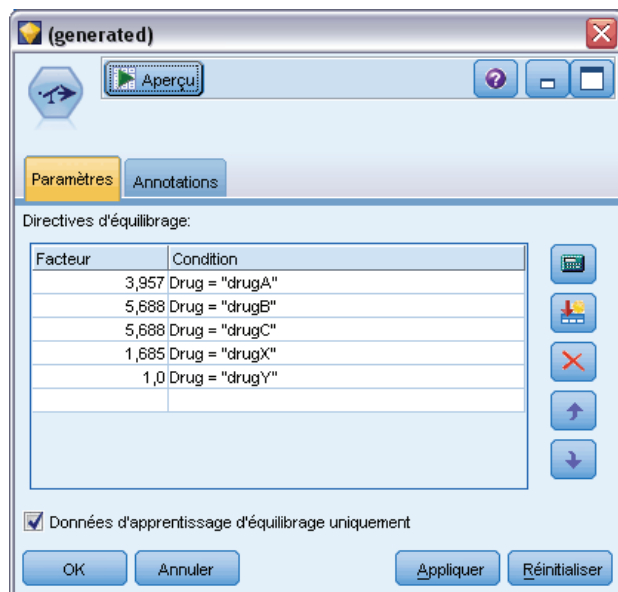 (generated)
Aperçu
Paramètres Annotations
Directives d'équilibrage:
Facteur Condition
3,957 Drug = "drugA"
5,688 Drug = "drugB"
5,688 Drug = "drugC"
1,685 Drug = "drugX"
1,0 Drug = "drugY"
Données d'apprentissage d'équilibrage uniquement
OK Annuler Appliquer Réinitialiser